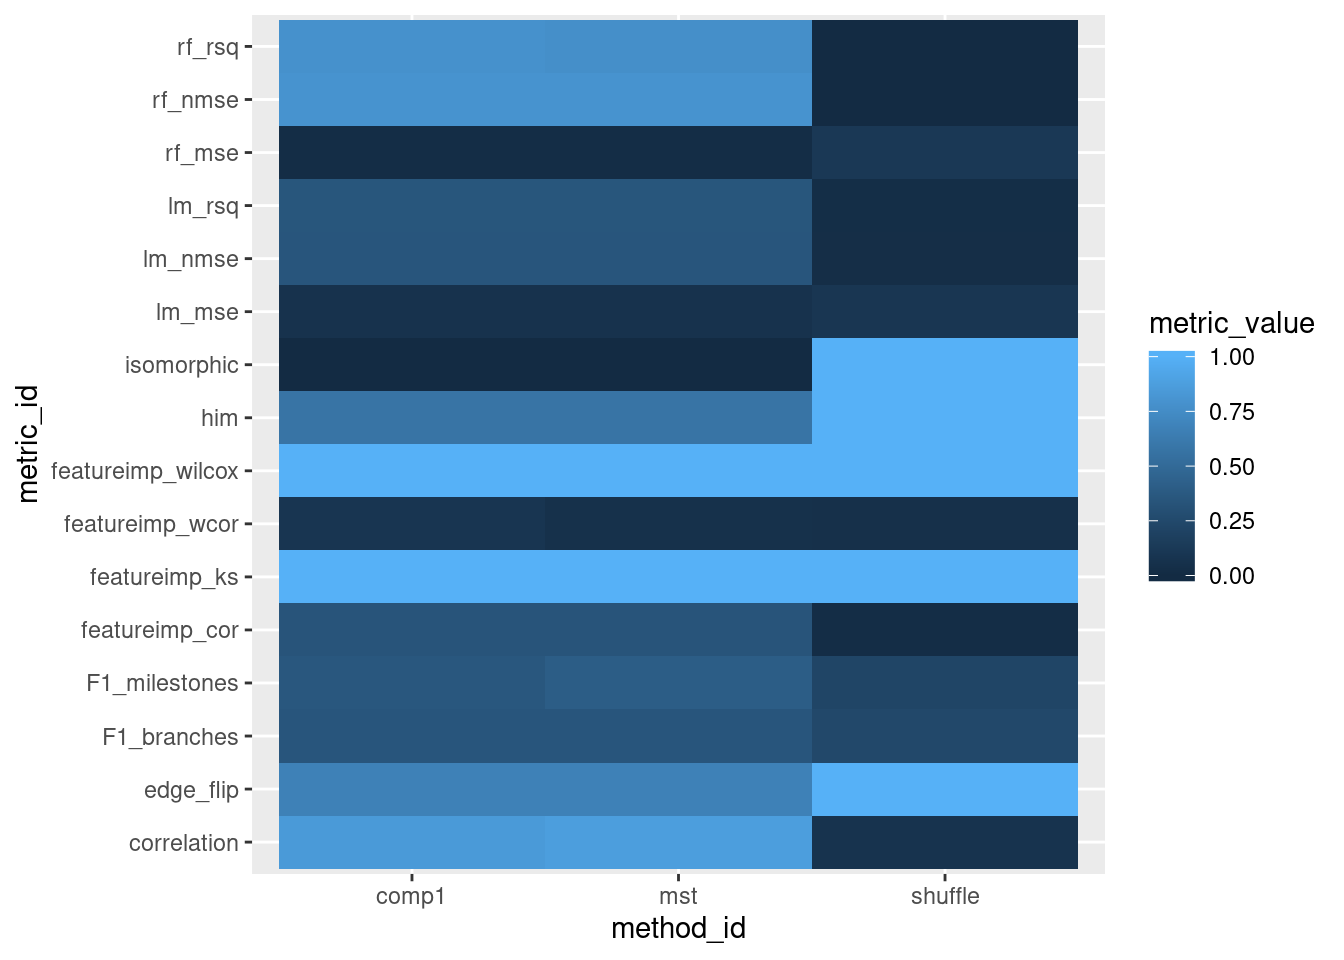 rf_rsq
rf_nmse
rf_mse
lm_rsq
lm_nmse
lm_mse
isomorphic
him
featureimp_wilcox
featureimp_wcor
featureimp_ks
featureimp_cor
F1_milestones
F1_branches
edge_flip
correlation
metric_id
comp1 mst shuffle
method_id
metric_value
1.00
0.75
0.50
0.25
0.00